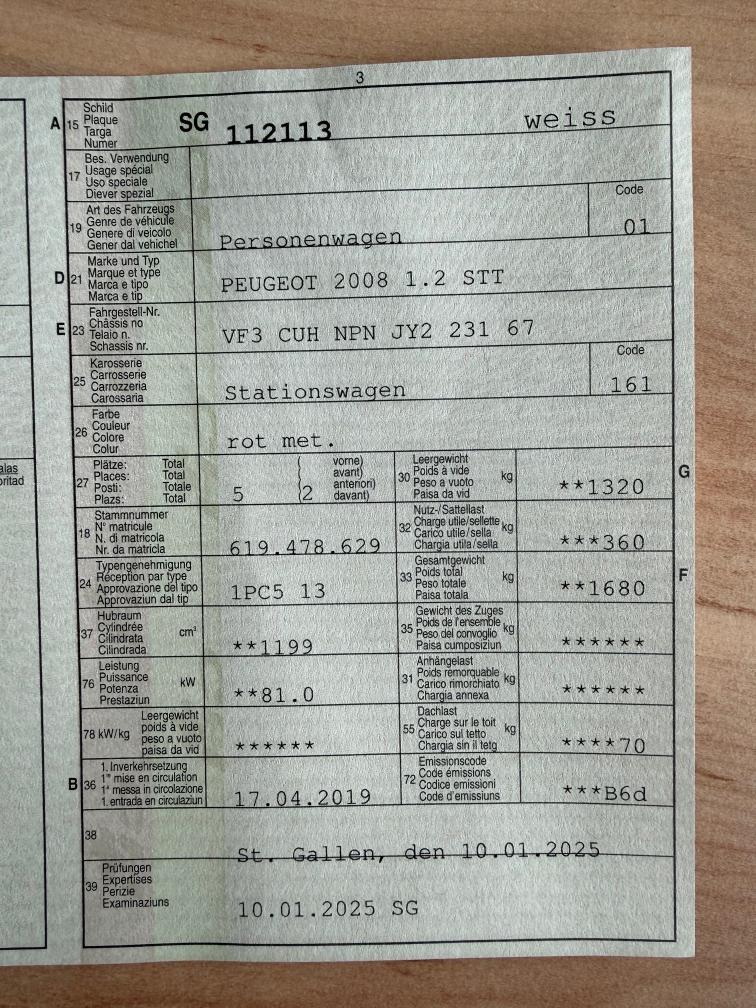 3
A 15 Schild
Plaque
Targa
Numer
SG 112113 weiss
17 Bes. Verwendung
Usage spécial
Uso speciale
Diever spezial
19 Art des Fahrzeugs
Genre de véhicule
Genere di veicolo
Gener dal vehichel
Personenwagen
Code
01
D 21 Marke und Typ
Marque et type
Marca e tipo
Marca e tip
PEUGEOT 2008 1.2 STT
E 23 Fahrgestell-Nr.
Châssis no
Telaio n.
Schassis nr.
VF3 CUH NPN JY2 231 67
25 Karosserie
Carrosserie
Carrozzeria
Carossaria
Stationswagen
Code
161
26 Farbe
Couleur
Colore
Colur
rot met.
27 Plätze: Total
Places: Total
Posti: Totale
Plazs: Total
5 2
vorne)
avant)
anteriori)
davant)
30 Leergewicht
Poids à vide
Peso a vuoto
Paisa da vid
kg
**1320
G
18 Stammnummer
N° matricule
N. di matricola
Nr. da matricla
619.478.629
32 Nutz-/Sattellast
Charge utile/sellette
Carico utile/sella
Chargia utila/sella
kg
***360
24 Typengenehmigung
Réception par type
Approvazione del tipo
Approvaziun dal tip
1PC5 13
33 Gesamtgewicht
Poids total
Peso totale
Paisa totala
kg
**1680
F
37 Hubraum
Cylindrée
Cilindrata
Cilindrada
cm³
**1199
35 Gewicht des Zuges
Poids de l'ensemble
Peso del convoglio
Paisa cumposiziun
kg
******
76 Leistung
Puissance
Potenza
Prestaziun
kW
**81.0
31 Anhängelast
Poids remorquable
Carico rimorchiato
Chargia annexa
kg
******
78 kW/kg
Leergewicht
poids à vide
peso a vuoto
paisa da vid
******
55 Dachlast
Charge sur le toit
Carico sul tetto
Chargia sin il tetg
kg
****70
B 36 1. Inverkehrsetzung
1re mise en circulation
1a messa in circolazione
1. entrada en circulaziun
17.04.2019
72 Emissionscode
Code émissions
Codice emissioni
Code d'emissiuns
***B6d
38
St. Gallen, den 10.01.2025
39 Prüfungen
Expertises
Perizie
Examinaziuns
10.01.2025 SG
alas